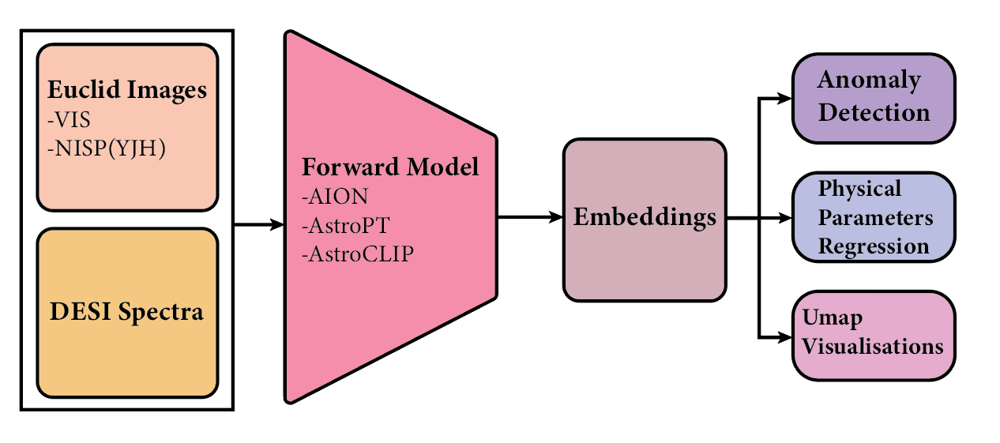 Euclid Images
-VIS
-NISP(YJH)
DESI Spectra
Forward Model
-AION
-AstroPT
-AstroCLIP
Embeddings
Anomaly
Detection
Physical
Parameters
Regression
Umap
Visualisations